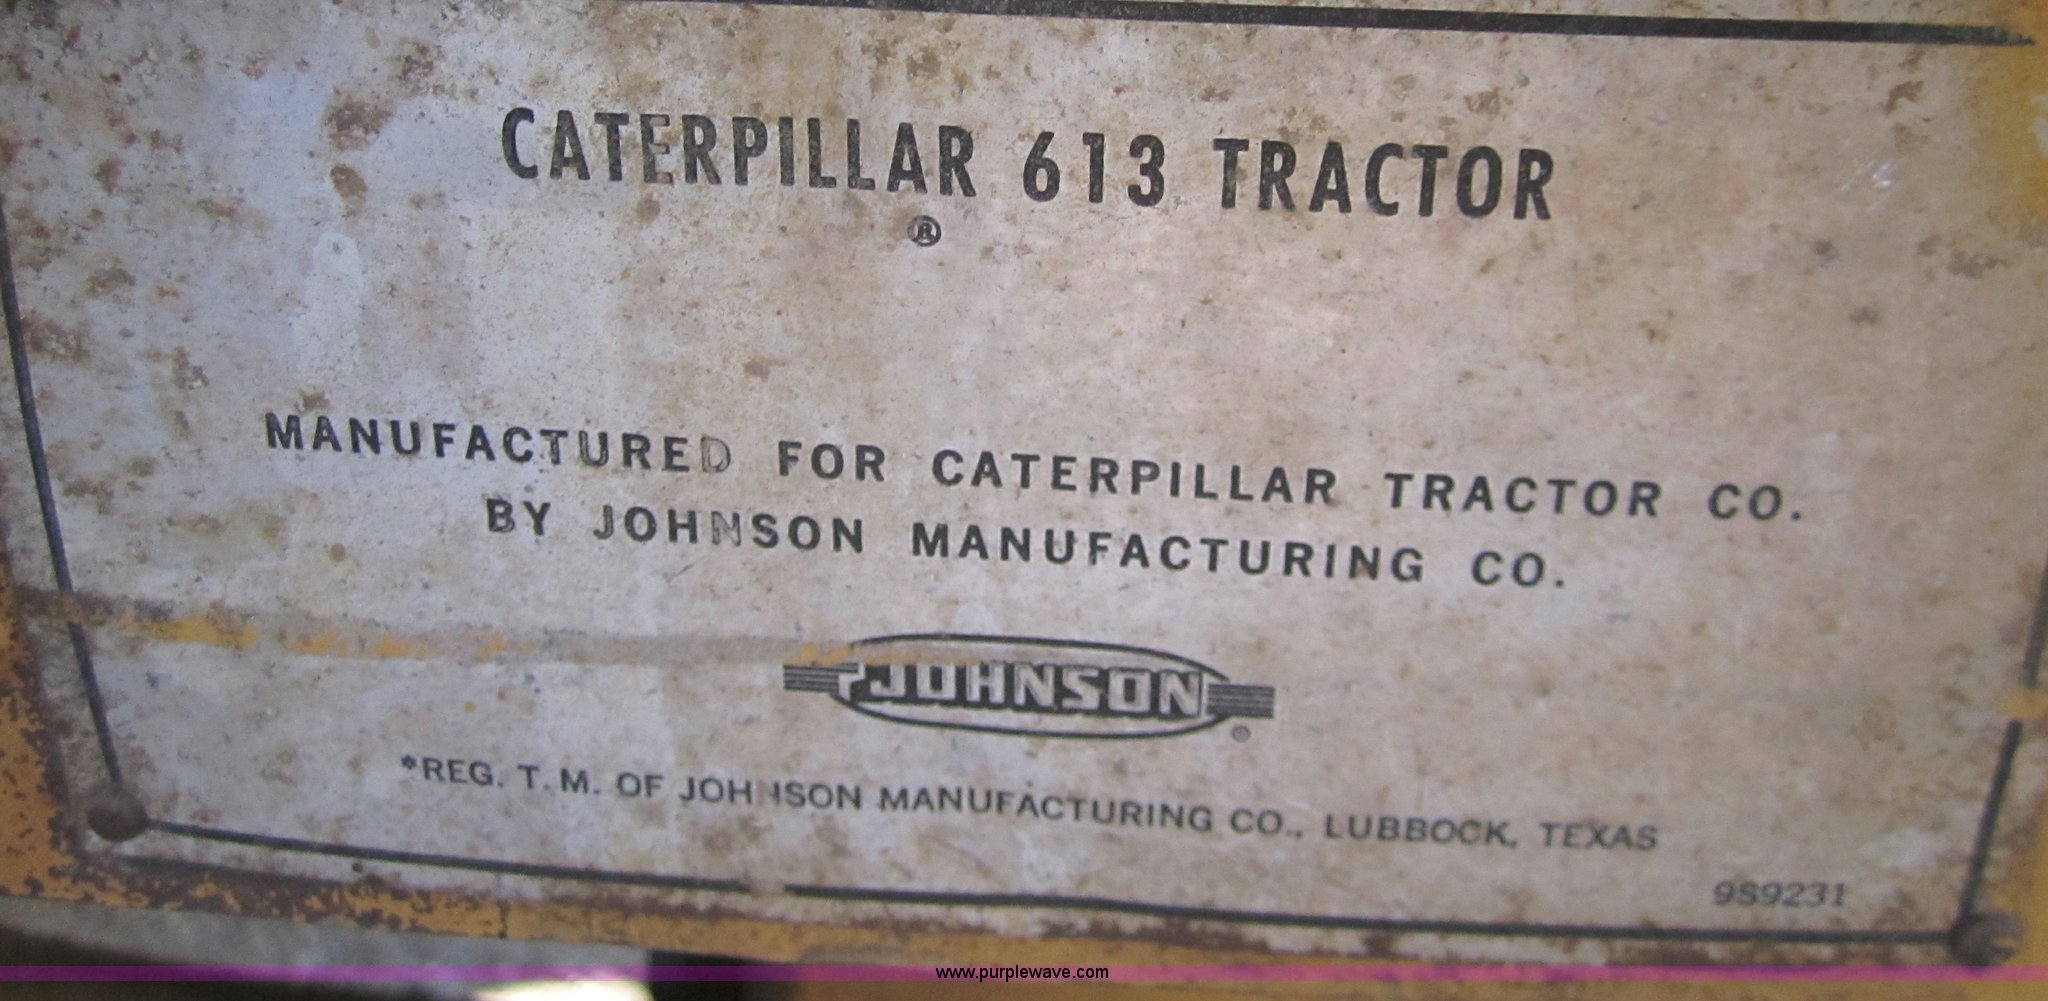 CATERPILLAR 613 TRACTOR
®
MANUFACTURED FOR CATERPILLAR TRACTOR CO.
BY JOHNSON MANUFACTURING CO.
JOHNSON
®
*REG. T. M. OF JOHNSON MANUFACTURING CO., LUBBOCK, TEXAS
9S9231
www.purplewave.com